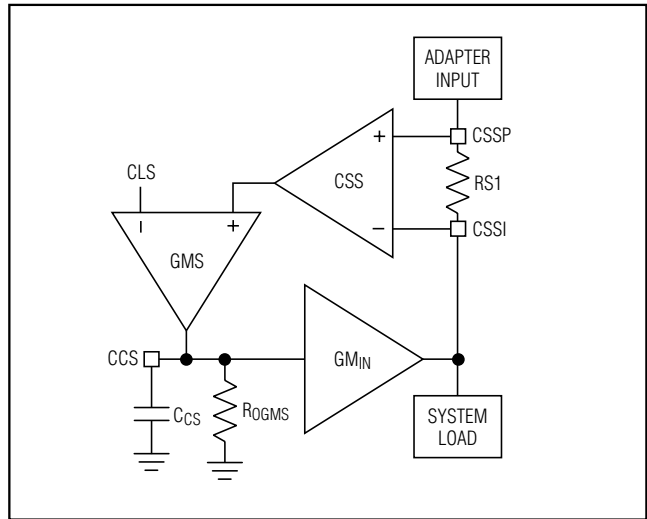 ADAPTER
INPUT
CSSP
+
CSS
RS1
CLS
−
CSSI
−
+
GMS
CCS
GMIN
CCS
ROGMS
SYSTEM
LOAD